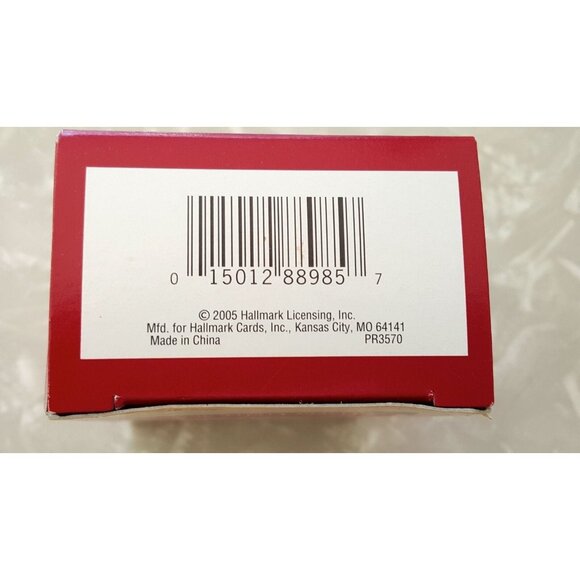 0 15012 88985 7
© 2005 Hallmark Licensing, Inc.
Mfd. for Hallmark Cards, Inc., Kansas City, MO 64141
Made in China PR3570